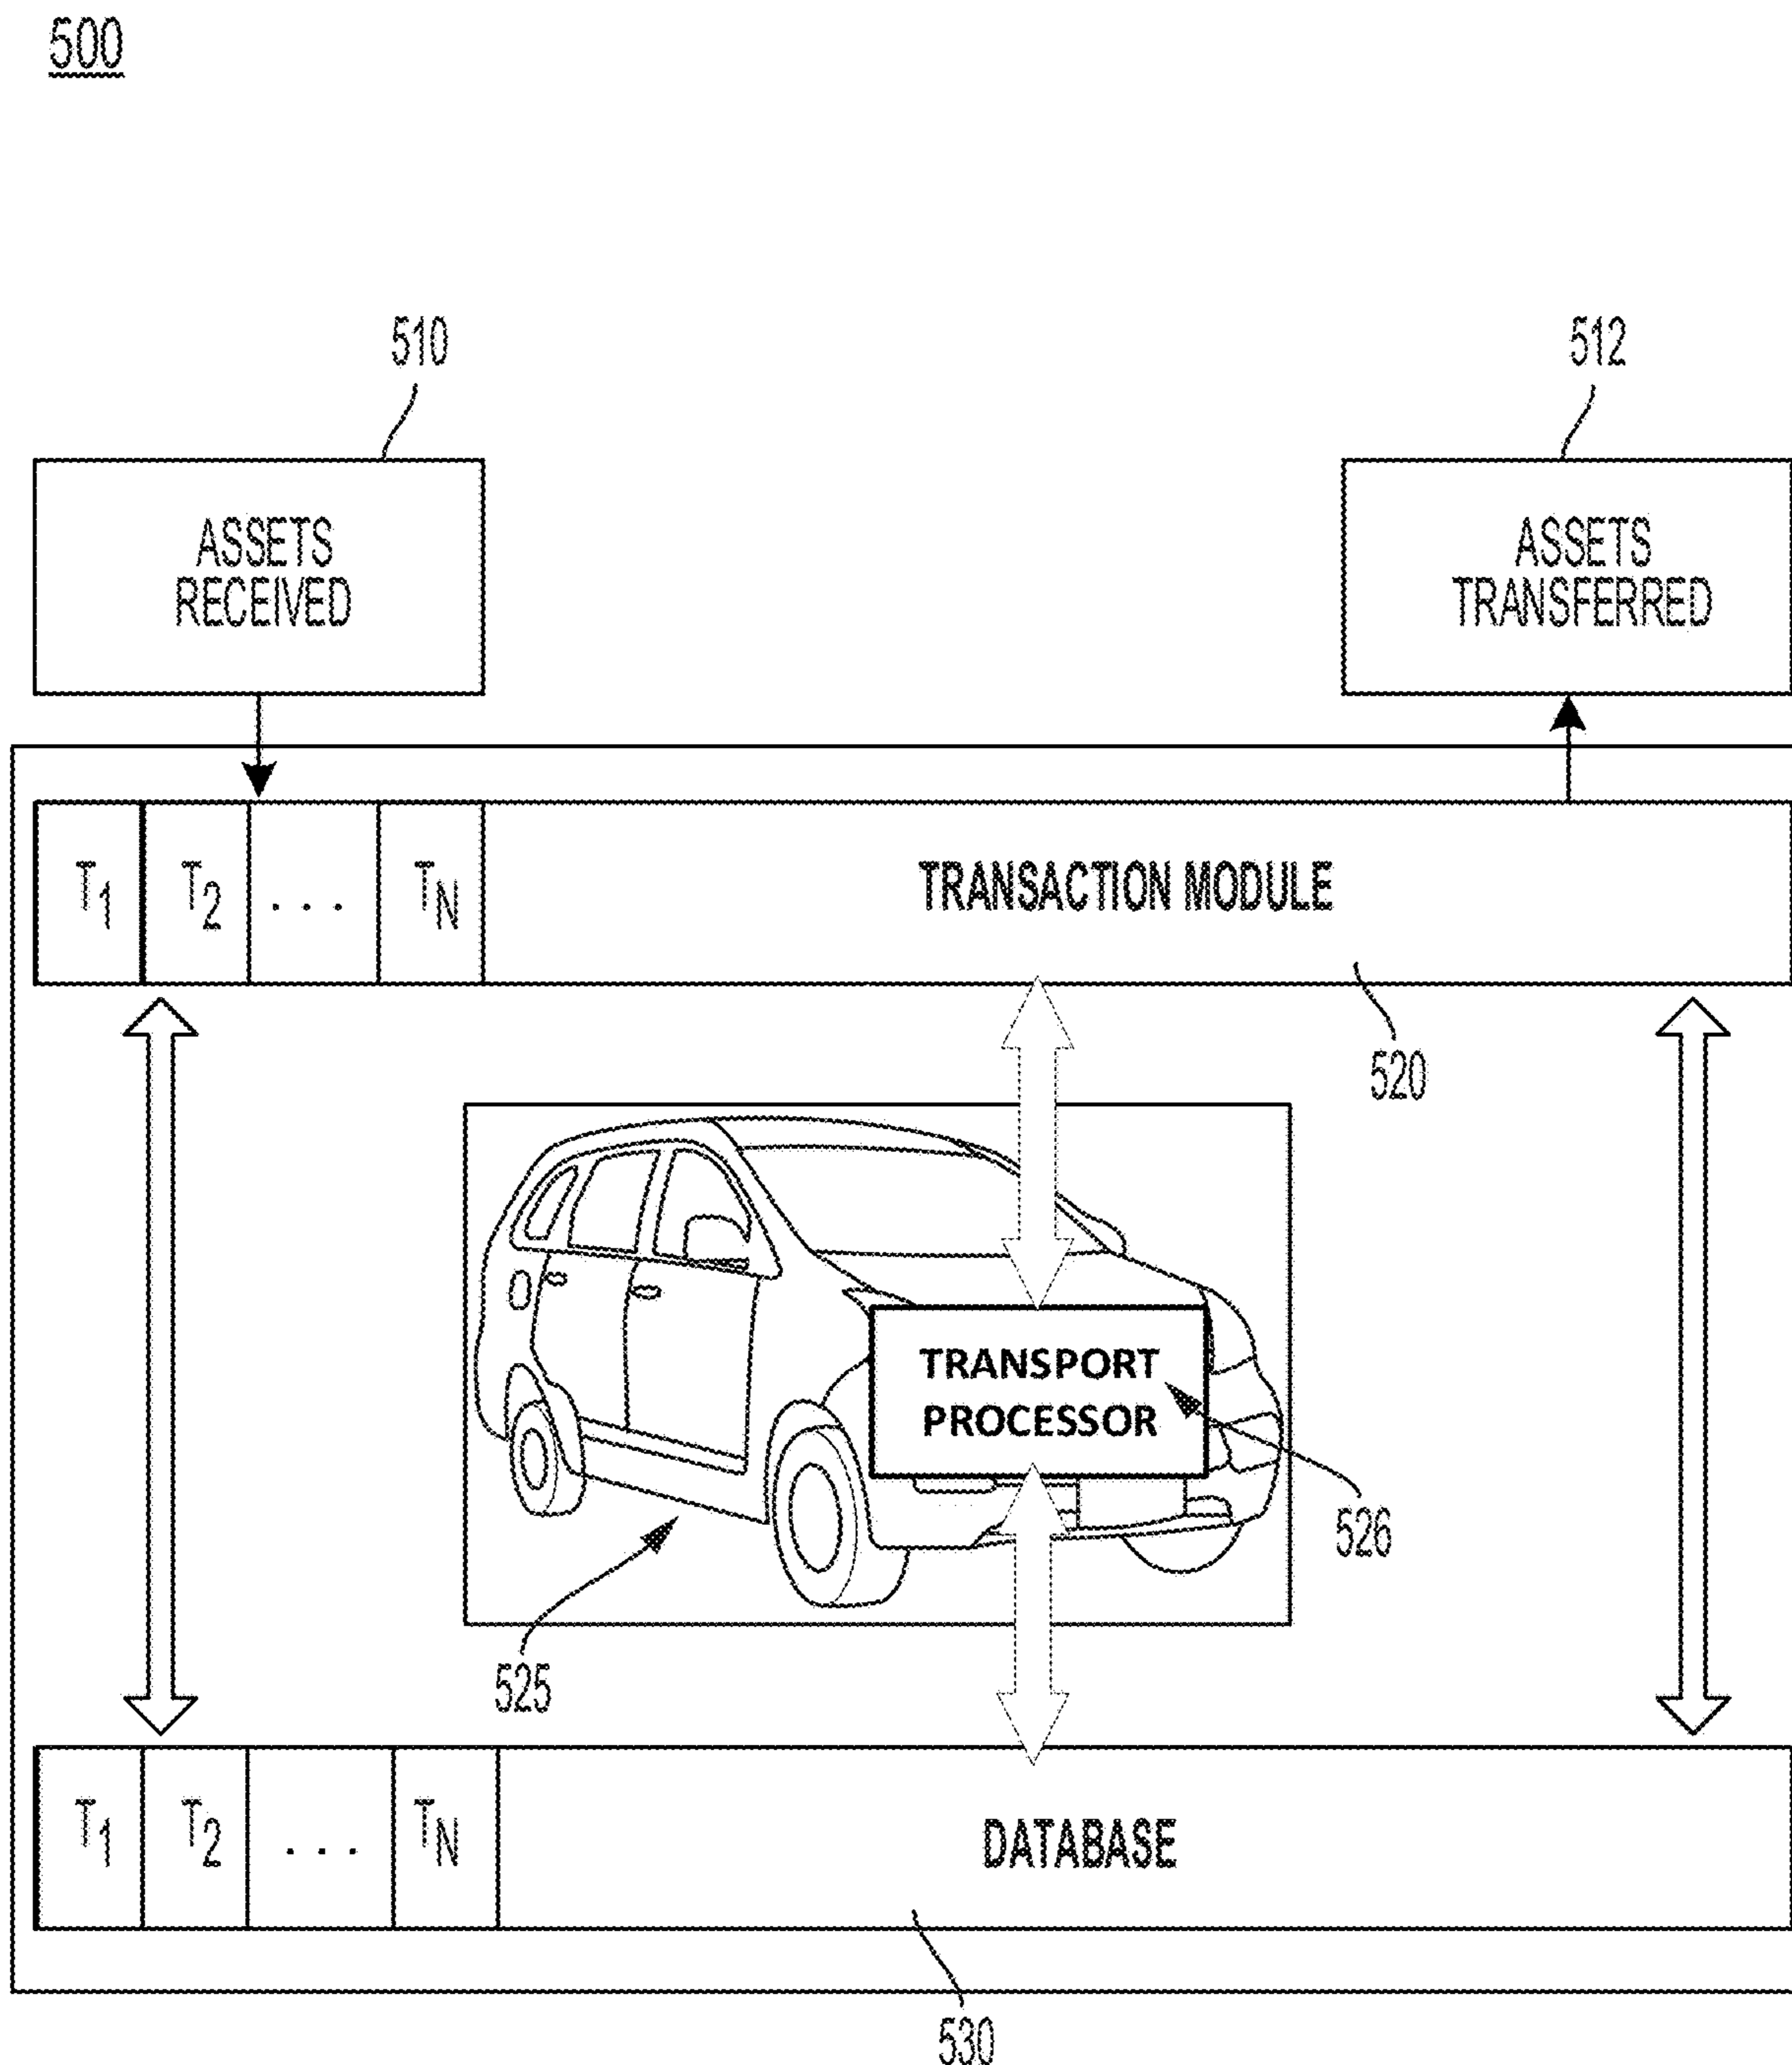 500
510
512
ASSETS
RECEIVED
ASSETS
TRANSFERRED
T1 T2 . . . TN TRANSACTION MODULE
520
TRANSPORT
PROCESSOR
526
525
T1 T2 . . . TN DATABASE
530